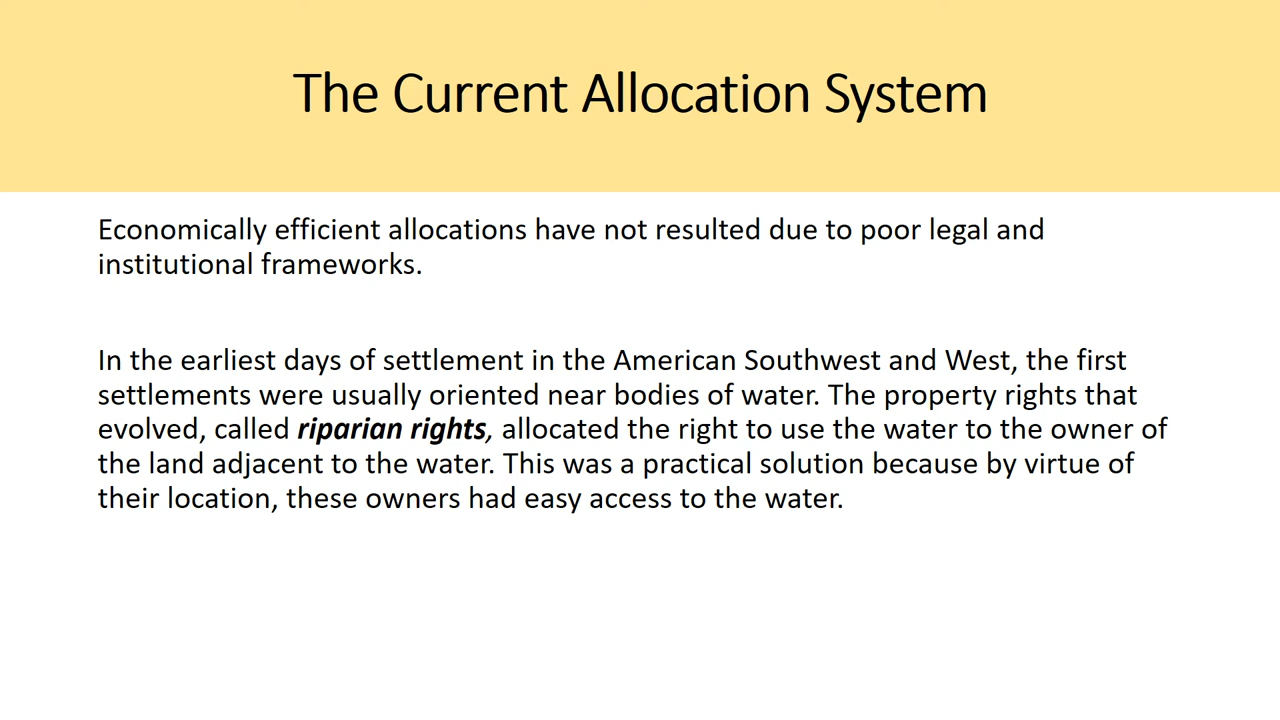 The Current Allocation System
Economically efficient allocations have not resulted due to poor legal and
institutional frameworks.
In the earliest days of settlement in the American Southwest and West, the first
settlements were usually oriented near bodies of water. The property rights that
evolved, called riparian rights, allocated the right to use the water to the owner of
the land adjacent to the water. This was a practical solution because by virtue of
their location, these owners had easy access to the water.